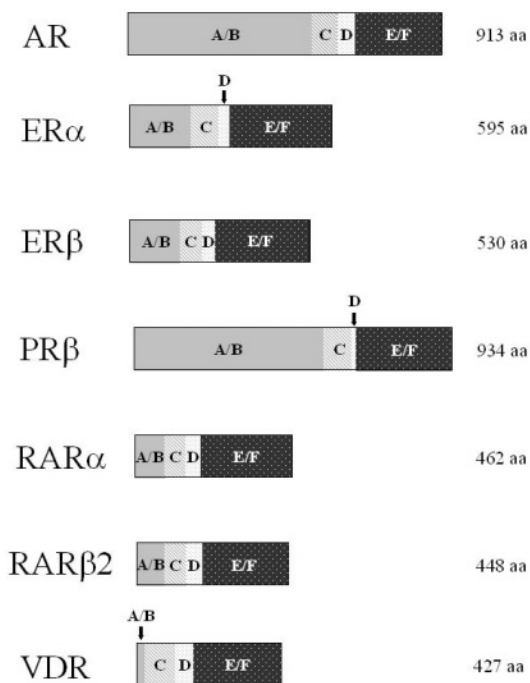 AR A/B C D E/F 913 aa
D
ERα A/B C E/F 595 aa
ERβ A/B C D E/F 530 aa
D
PRβ A/B C E/F 934 aa
RARα A/B C D E/F 462 aa
RARβ2 A/B C D E/F 448 aa
A/B
VDR C D E/F 427 aa